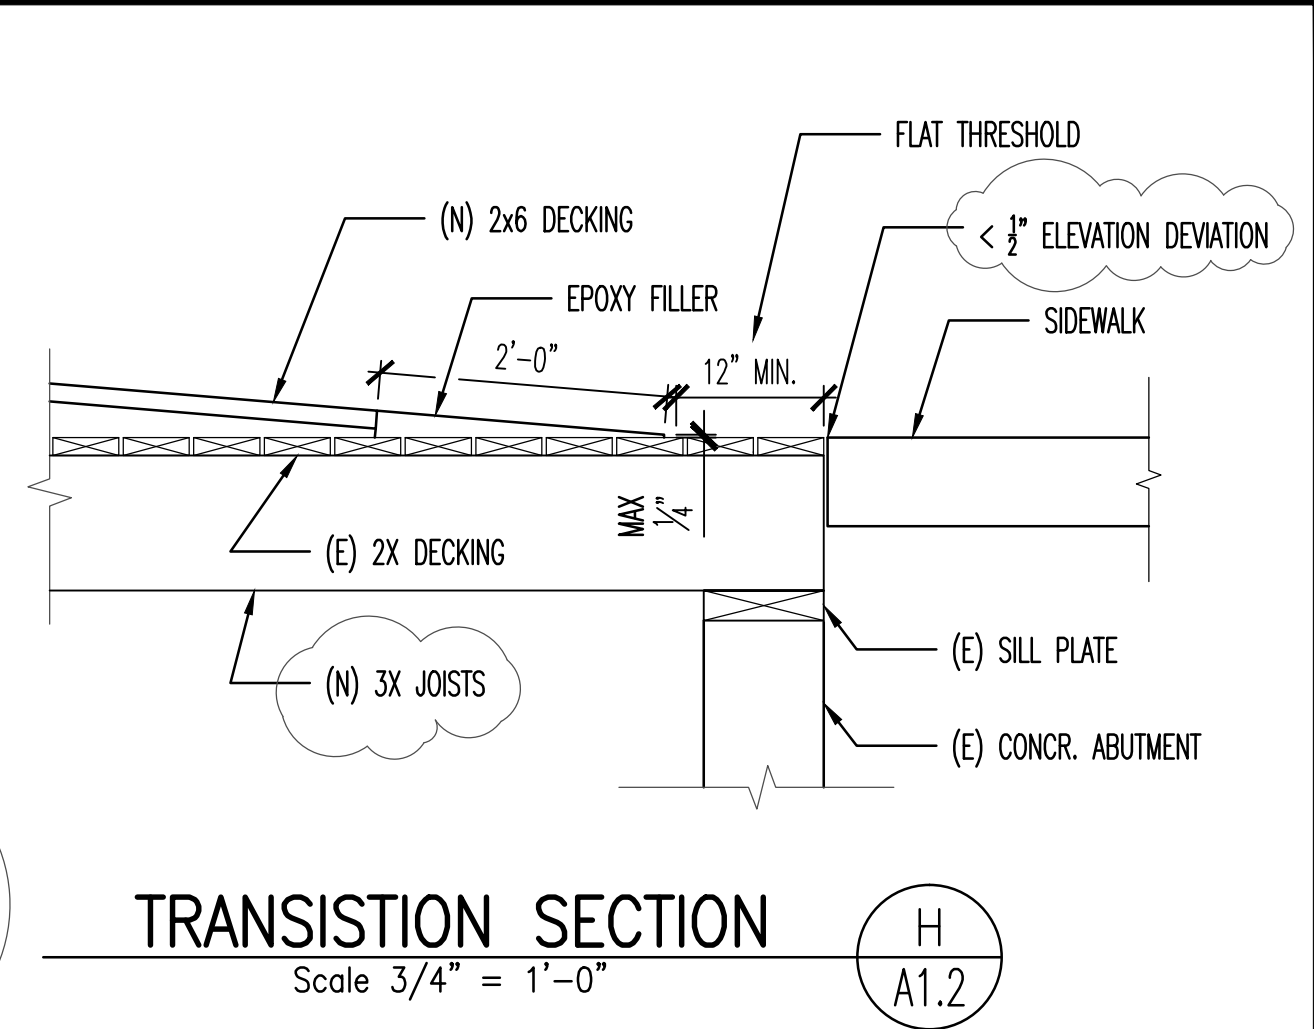 FLAT THRESHOLD
(N) 2x6 DECKING
< 1/2" ELEVATION DEVIATION
EPOXY FILLER
SIDEWALK
2'-0"
12" MIN.
MAX
1/4"
(E) 2X DECKING
(E) SILL PLATE
(N) 3X JOISTS
(E) CONCR. ABUTMENT
TRANSISTION SECTION
Scale 3/4" = 1'-0"
H
A1.2